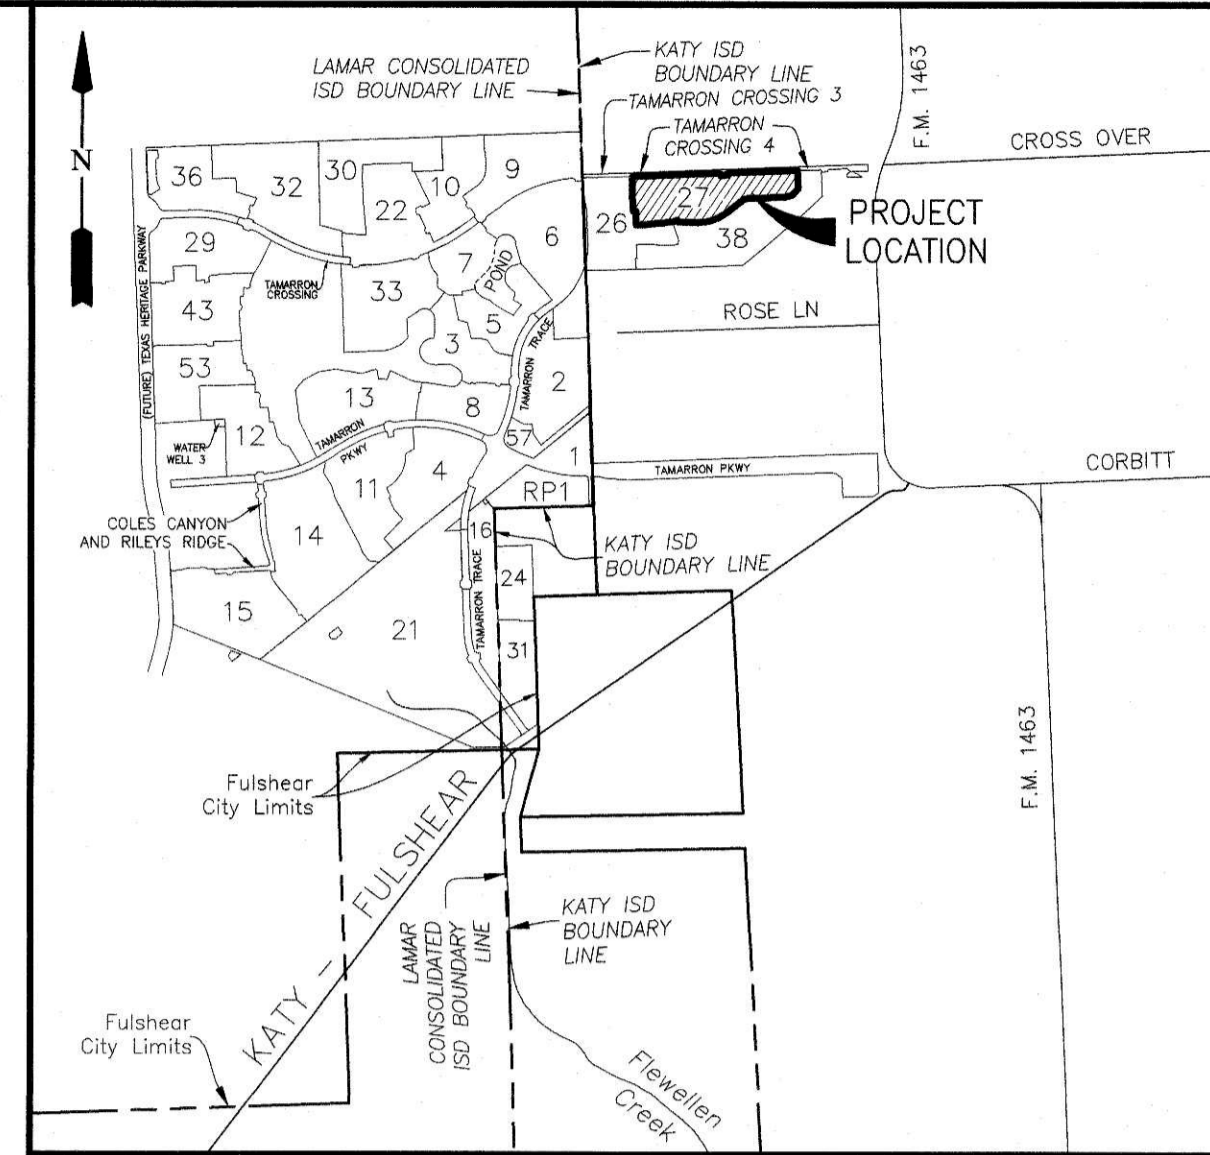 LAMAR CONSOLIDATED
ISD BOUNDARY LINE
KATY ISD
BOUNDARY LINE
TAMARRON CROSSING 3
TAMARRON
CROSSING 4
F.M. 1463
CROSS OVER
N
36
32
30
22
10
9
26
27
38
PROJECT
LOCATION
29
TAMARRON
CROSSING
33
7
POND
6
ROSE LN
(FUTURE) TEXAS HERITAGE PARKWAY
43
5
3
TAMARRON TRACE
2
53
13
8
57
WATER
WELL 3
12
TAMARRON
PKWY
11
4
1
TAMARRON PKWY
CORBITT
RP1
COLES CANYON
AND RILEYS RIDGE
14
16
KATY ISD
BOUNDARY LINE
24
15
21
TAMARRON TRACE
31
F.M. 1463
Fulshear
City Limits
KATY - FULSHEAR
LAMAR
CONSOLIDATED
ISD BOUNDARY
LINE
KATY ISD
BOUNDARY
LINE
Fulshear
City Limits
Flewellen
Creek